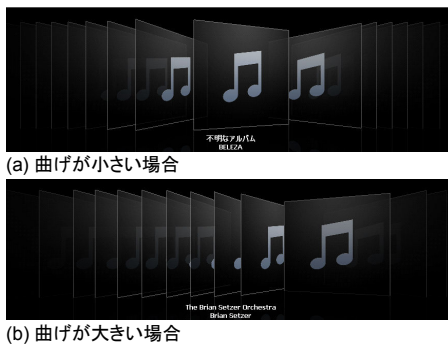 不明なアルバム
BELEZA
(a) 曲げが小さい場合
The Brian Setzer Orchestra
Brian Setzer
(b) 曲げが大きい場合